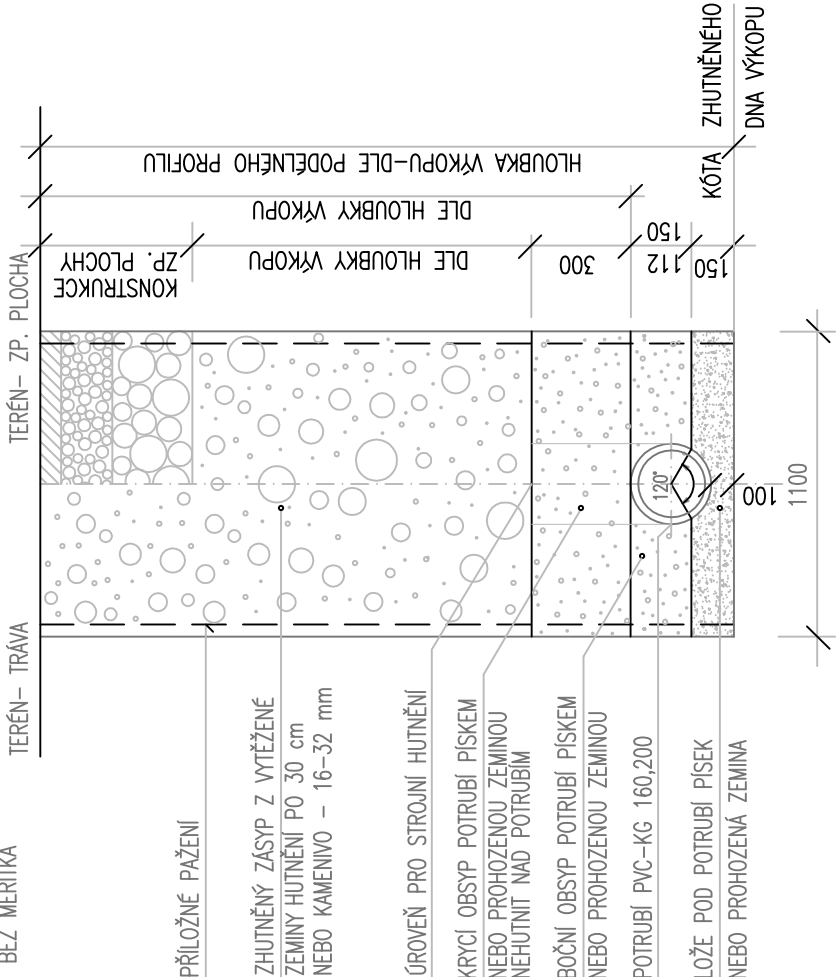 BEZ MĚŘÍTKA
TERÉN- TRÁVA
TERÉN- ZP. PLOCHA
PŘÍLOŽNÉ PAŽENÍ
ZHUTNĚNÝ ZÁSYP Z VYTĚŽENÉ
ZEMINY HUTNĚNÍ PO 30 cm
NEBO KAMENIVO - 16-32 mm
ÚROVEŇ PRO STROJNÍ HUTNĚNÍ
KRYCÍ OBSYP POTRUBÍ PÍSKEM
NEBO PROHOZENOU ZEMINOU
NEHUTNIT NAD POTRUBÍM
BOČNÍ OBSYP POTRUBÍ PÍSKEM
NEBO PROHOZENOU ZEMINOU
POTRUBÍ PVC-KG 160,200
LOŽE POD POTRUBÍ PÍSEK
NEBO PROHOZENÁ ZEMINA
KONSTRUKCE
ZP. PLOCHY
DLE HLOUBKY VÝKOPU
300
112
150
150
DLE HLOUBKY VÝKOPU
HLOUBKA VÝKOPU-DLE PODÉLNÉHO PROFILU
KÓTA ZHUTNĚNÉHO
DNA VÝKOPU
120°
100
1100